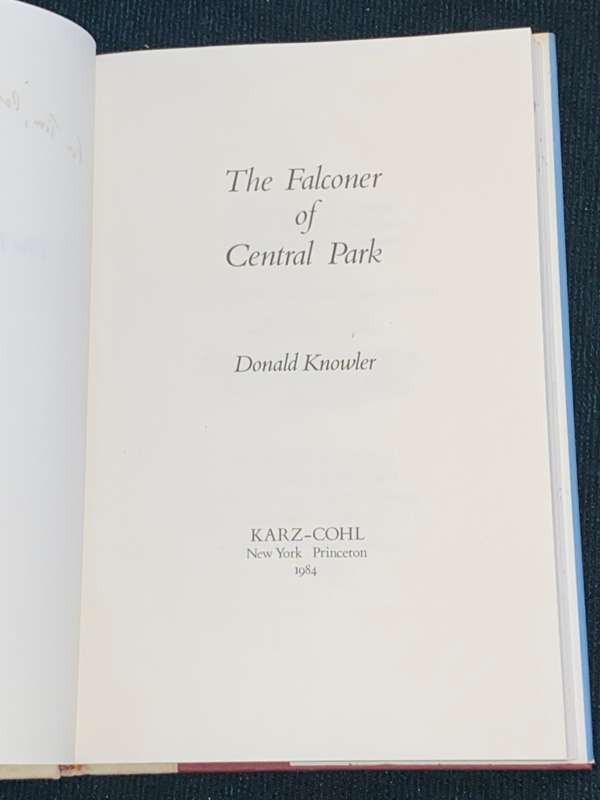 The Falconer
of
Central Park
Donald Knowler
KARZ-COHL
New York Princeton
1984